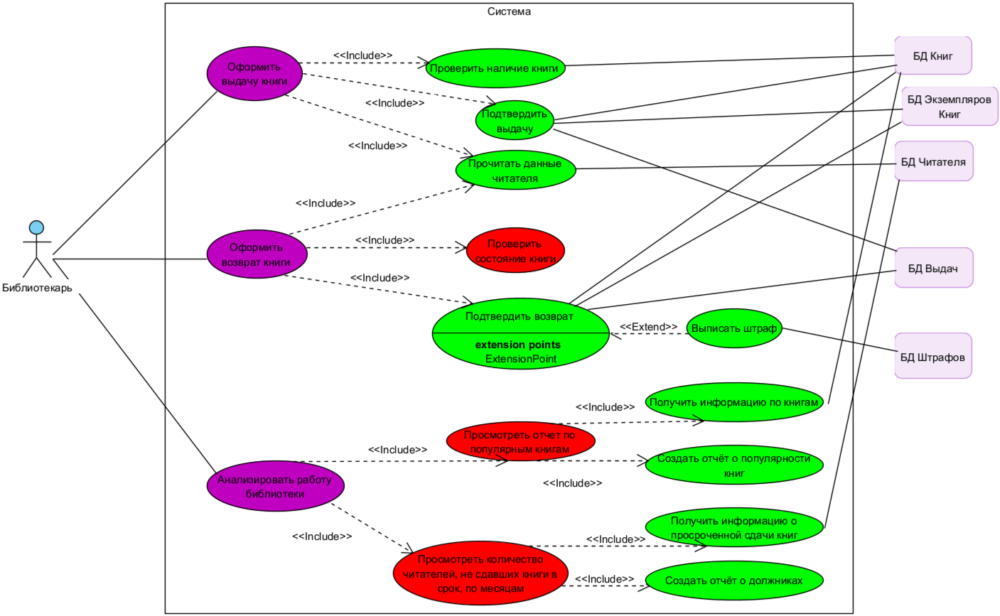 Система
Оформить
выдачу книги
<<Include>>
Проверить наличие книги
<<Include>>
Подтвердить
выдачу
<<Include>>
Прочитать данные
читателя
<<Include>>
Оформить
возврат книги
<<Include>>
Проверить
состояние книги
<<Include>>
Подтвердить возврат
extension points
ExtensionPoint
<<Extend>>
Выписать штраф
Библиотекарь
<<Include>>
Получить информацию по книгам
Просмотреть отчет по
популярным книгам
<<Include>>
Создать отчёт о популярности
книг
<<Include>>
Анализировать работу
библиотеки
<<Include>>
Получить информацию о
просроченной сдачи книг
<<Include>>
Просмотреть количество
читателей, не сдавших книги в
срок, по месяцам
<<Include>>
Создать отчёт о должниках
БД Книг
БД Экземпляров
Книг
БД Читателя
БД Выдач
БД Штрафов